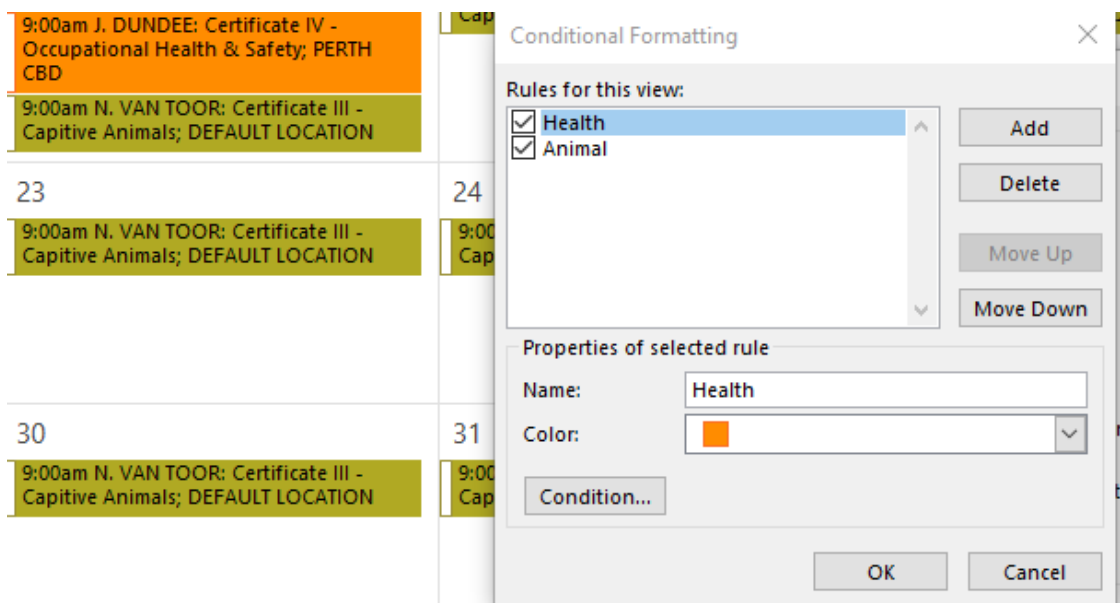 9:00am J. DUNDEE: Certificate IV -
Occupational Health & Safety; PERTH
CBD
9:00am N. VAN TOOR: Certificate III -
Capitive Animals; DEFAULT LOCATION
23
9:00am N. VAN TOOR: Certificate III -
Capitive Animals; DEFAULT LOCATION
30
9:00am N. VAN TOOR: Certificate III -
Capitive Animals; DEFAULT LOCATION
24
31
Conditional Formatting
Rules for this view:
Health
Animal
Add
Delete
Move Up
Move Down
Properties of selected rule
Name:
Health
Color:
Condition...
OK
Cancel